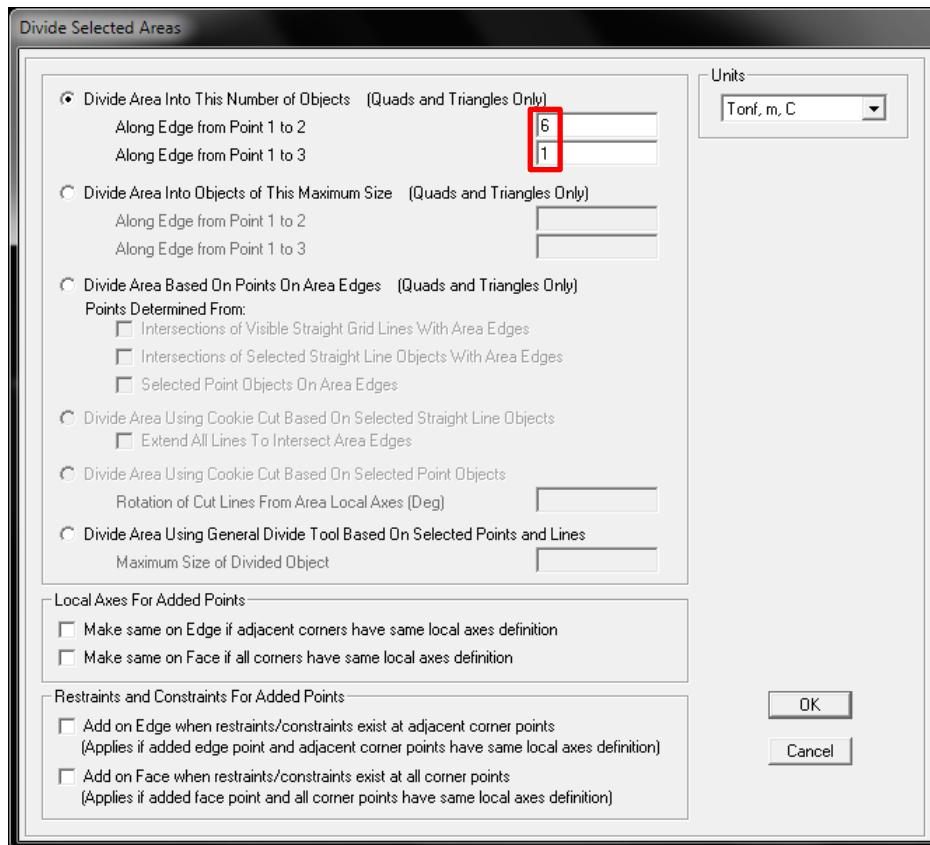 Divide Selected Areas
Units
Divide Area Into This Number of Objects (Quads and Triangles Only)
Tonf, m, C
Along Edge from Point 1 to 2
6
Along Edge from Point 1 to 3
1
Divide Area Into Objects of This Maximum Size (Quads and Triangles Only)
Along Edge from Point 1 to 2
Along Edge from Point 1 to 3
Divide Area Based On Points On Area Edges (Quads and Triangles Only)
Points Determined From:
Intersections of Visible Straight Grid Lines With Area Edges
Intersections of Selected Straight Line Objects With Area Edges
Selected Point Objects On Area Edges
Divide Area Using Cookie Cut Based On Selected Straight Line Objects
Extend All Lines To Intersect Area Edges
Divide Area Using Cookie Cut Based On Selected Point Objects
Rotation of Cut Lines From Area Local Axes (Deg)
Divide Area Using General Divide Tool Based On Selected Points and Lines
Maximum Size of Divided Object
Local Axes For Added Points
Make same on Edge if adjacent corners have same local axes definition
Make same on Face if all corners have same local axes definition
Restraints and Constraints For Added Points
Add on Edge when restraints/constraints exist at adjacent corner points
(Applies if added edge point and adjacent corner points have same local axes definition)
Add on Face when restraints/constraints exist at all corner points
(Applies if added face point and all corner points have same local axes definition)
OK
Cancel